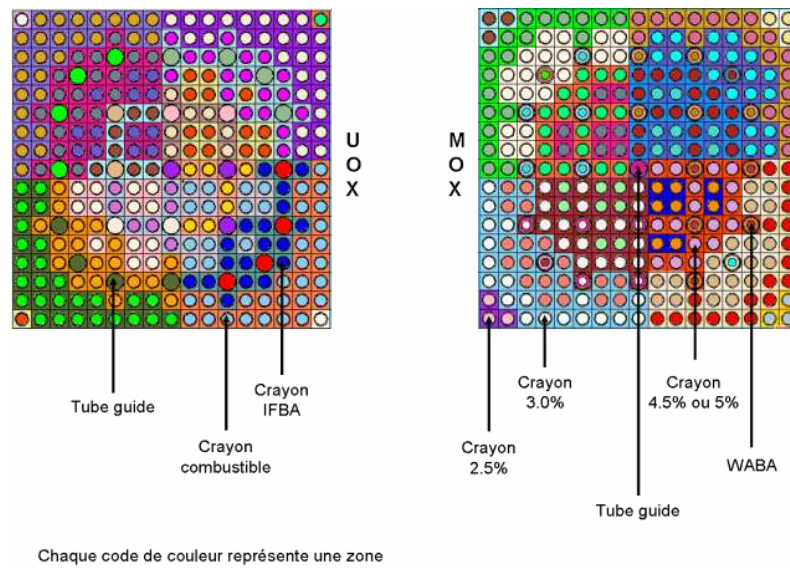 U
O
X
M
O
X
Tube guide
Crayon
IFBA
Crayon
combustible
Crayon
2.5%
Crayon
3.0%
Crayon
4.5% ou 5%
WABA
Tube guide
Chaque code de couleur représente une zone